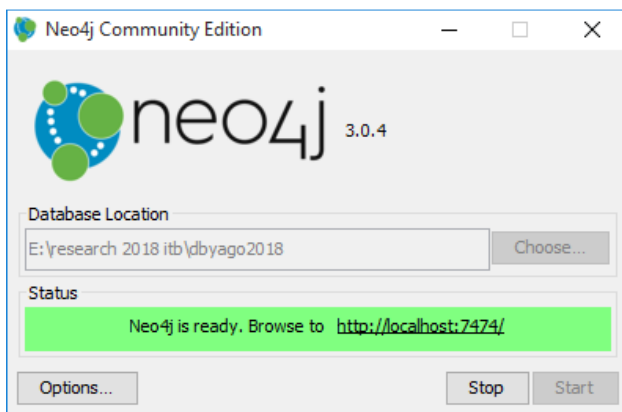 Neo4j Community Edition
neo4j 3.0.4
Database Location
E:\research 2018 itb\dbyago2018 Choose...
Status
Neo4j is ready. Browse to http://localhost:7474/
Options... Stop Start